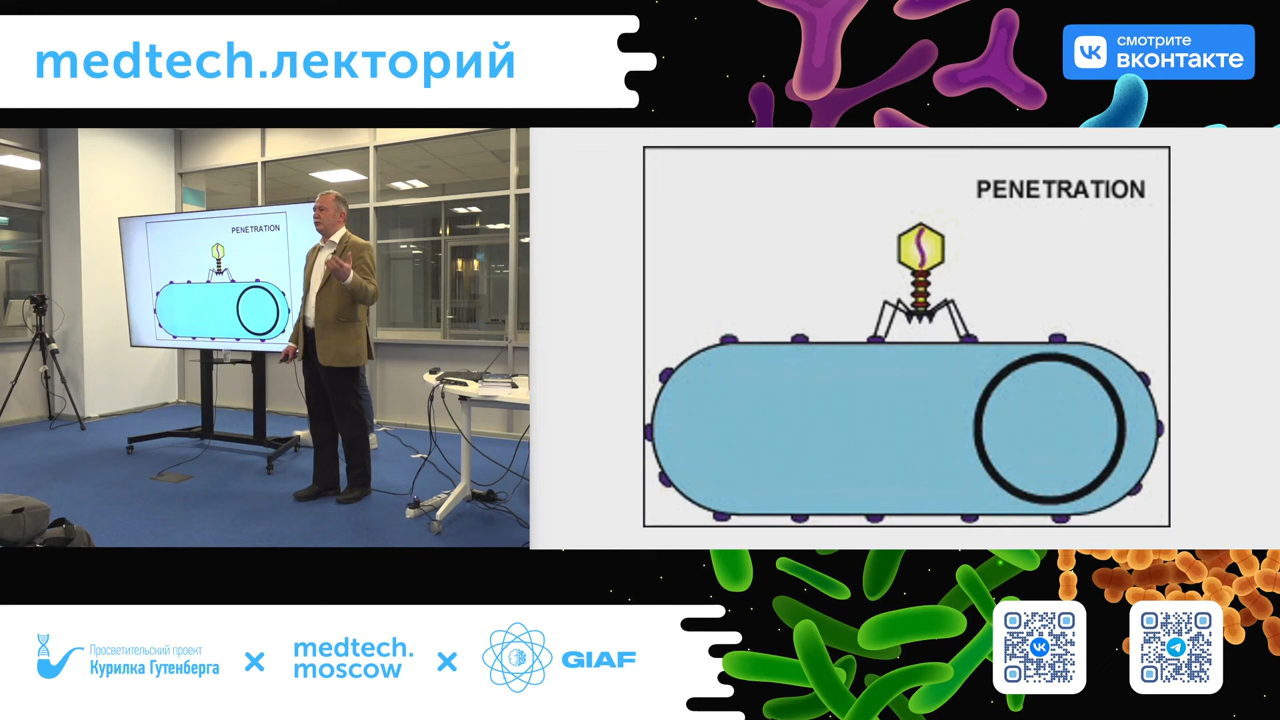 medtech.лекторий
смотрите
вконтакте
PENETRATION
PENETRATION
Просветительский проект
Курилка Гутенберга
medtech.
moscow
GIAF